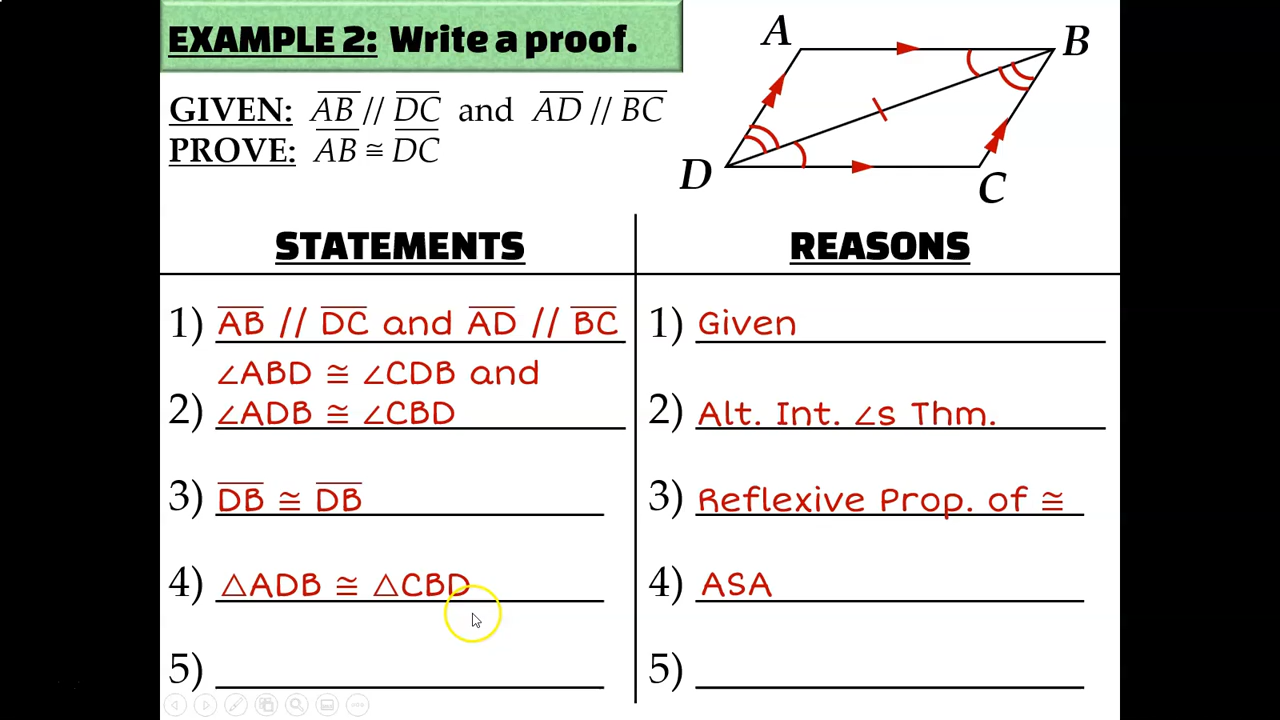 EXAMPLE 2: Write a proof.
GIVEN: AB // DC and AD // BC
PROVE: AB ≅ DC
A
B
D
C
STATEMENTS
REASONS
1) AB // DC and AD // BC
1) Given
∠ABD ≅ ∠CDB and
2) ∠ADB ≅ ∠CBD
2) Alt. Int. ∠s Thm.
3) DB ≅ DB
3) Reflexive Prop. of ≅
4) △ADB ≅ △CBD
4) ASA
5)
5)